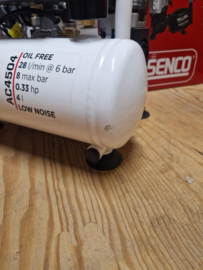 AC4504
OIL FREE
28 l/min @ 6 bar
8 max bar
0.33 hp
4 l
LOW NOISE
SENCO